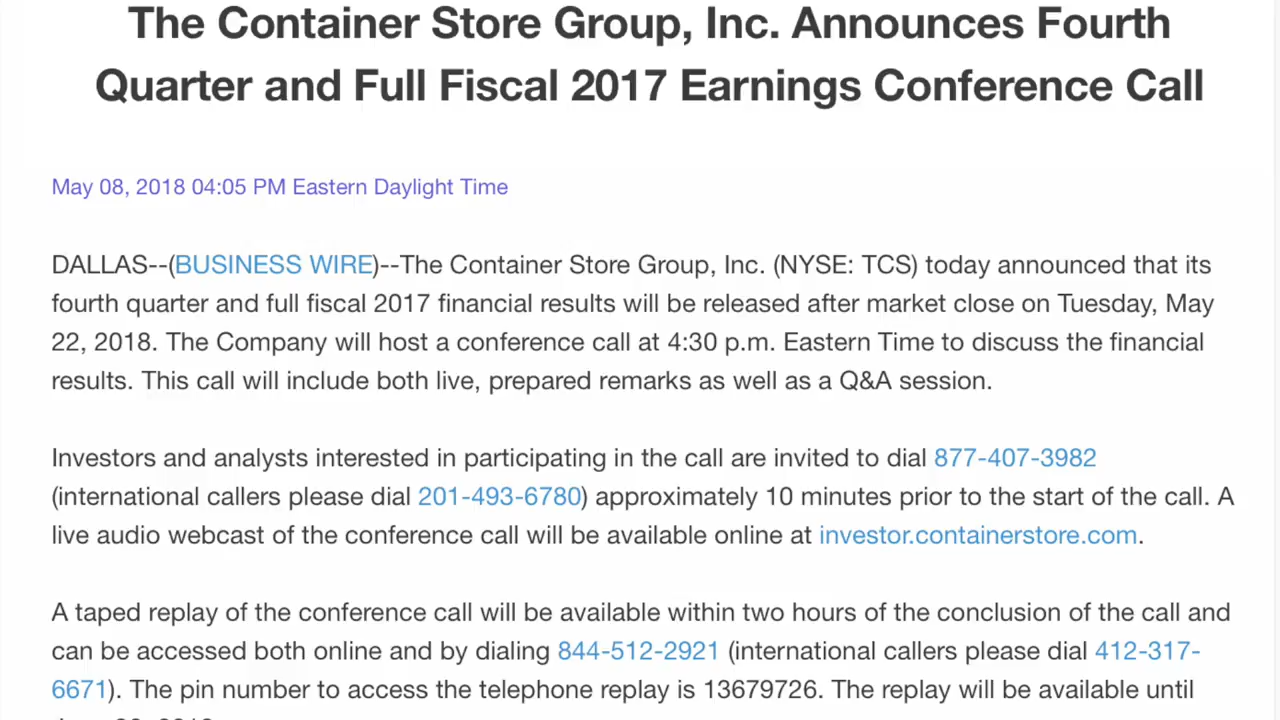 The Container Store Group, Inc. Announces Fourth
Quarter and Full Fiscal 2017 Earnings Conference Call
May 08, 2018 04:05 PM Eastern Daylight Time
DALLAS--(BUSINESS WIRE)--The Container Store Group, Inc. (NYSE: TCS) today announced that its
fourth quarter and full fiscal 2017 financial results will be released after market close on Tuesday, May
22, 2018. The Company will host a conference call at 4:30 p.m. Eastern Time to discuss the financial
results. This call will include both live, prepared remarks as well as a Q&A session.
Investors and analysts interested in participating in the call are invited to dial 877-407-3982
(international callers please dial 201-493-6780) approximately 10 minutes prior to the start of the call. A
live audio webcast of the conference call will be available online at investor.containerstore.com.
A taped replay of the conference call will be available within two hours of the conclusion of the call and
can be accessed both online and by dialing 844-512-2921 (international callers please dial 412-317-
6671). The pin number to access the telephone replay is 13679726. The replay will be available until